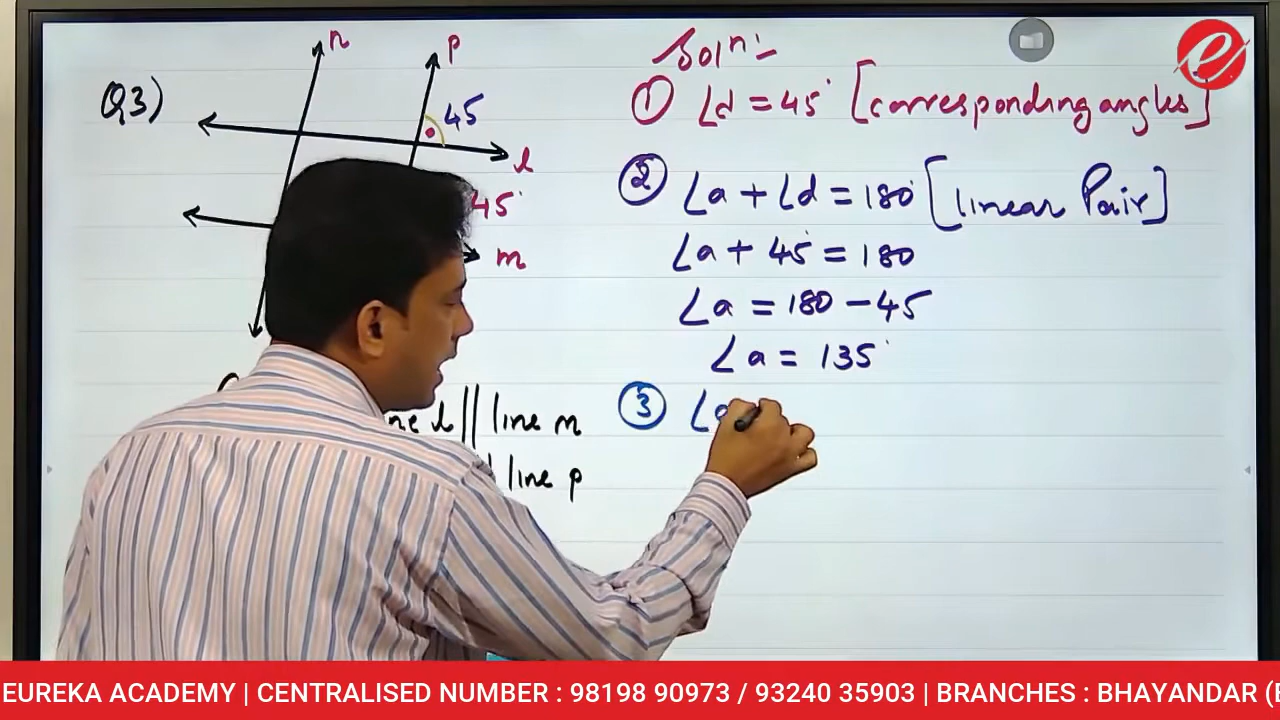 Q3)
n
p
45
l
45°
m
line l || line m
|| line p
Soln:-
① ∠d = 45° [corresponding angles]
② ∠a + ∠d = 180° [linear Pair]
∠a + 45° = 180
∠a = 180 - 45
∠a = 135°
③ ∠
e
EUREKA ACADEMY | CENTRALISED NUMBER : 98198 90973 / 93240 35903 | BRANCHES : BHAYANDAR (